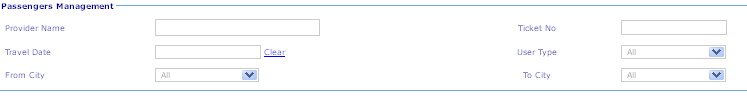 Passengers Management
Provider Name Ticket No
Travel Date Clear User Type All
From City All To City All